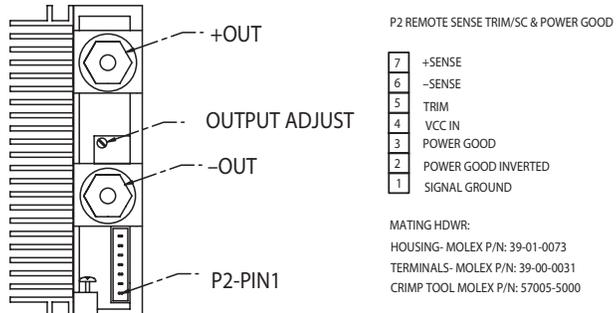 +OUT
OUTPUT ADJUST
–OUT
P2-PIN1
P2 REMOTE SENSE TRIM/SC & POWER GOOD
7 +SENSE
6 –SENSE
5 TRIM
4 VCC IN
3 POWER GOOD
2 POWER GOOD INVERTED
1 SIGNAL GROUND
MATING HDWR:
HOUSING- MOLEX P/N: 39-01-0073
TERMINALS- MOLEX P/N: 39-00-0031
CRIMP TOOL MOLEX P/N: 57005-5000